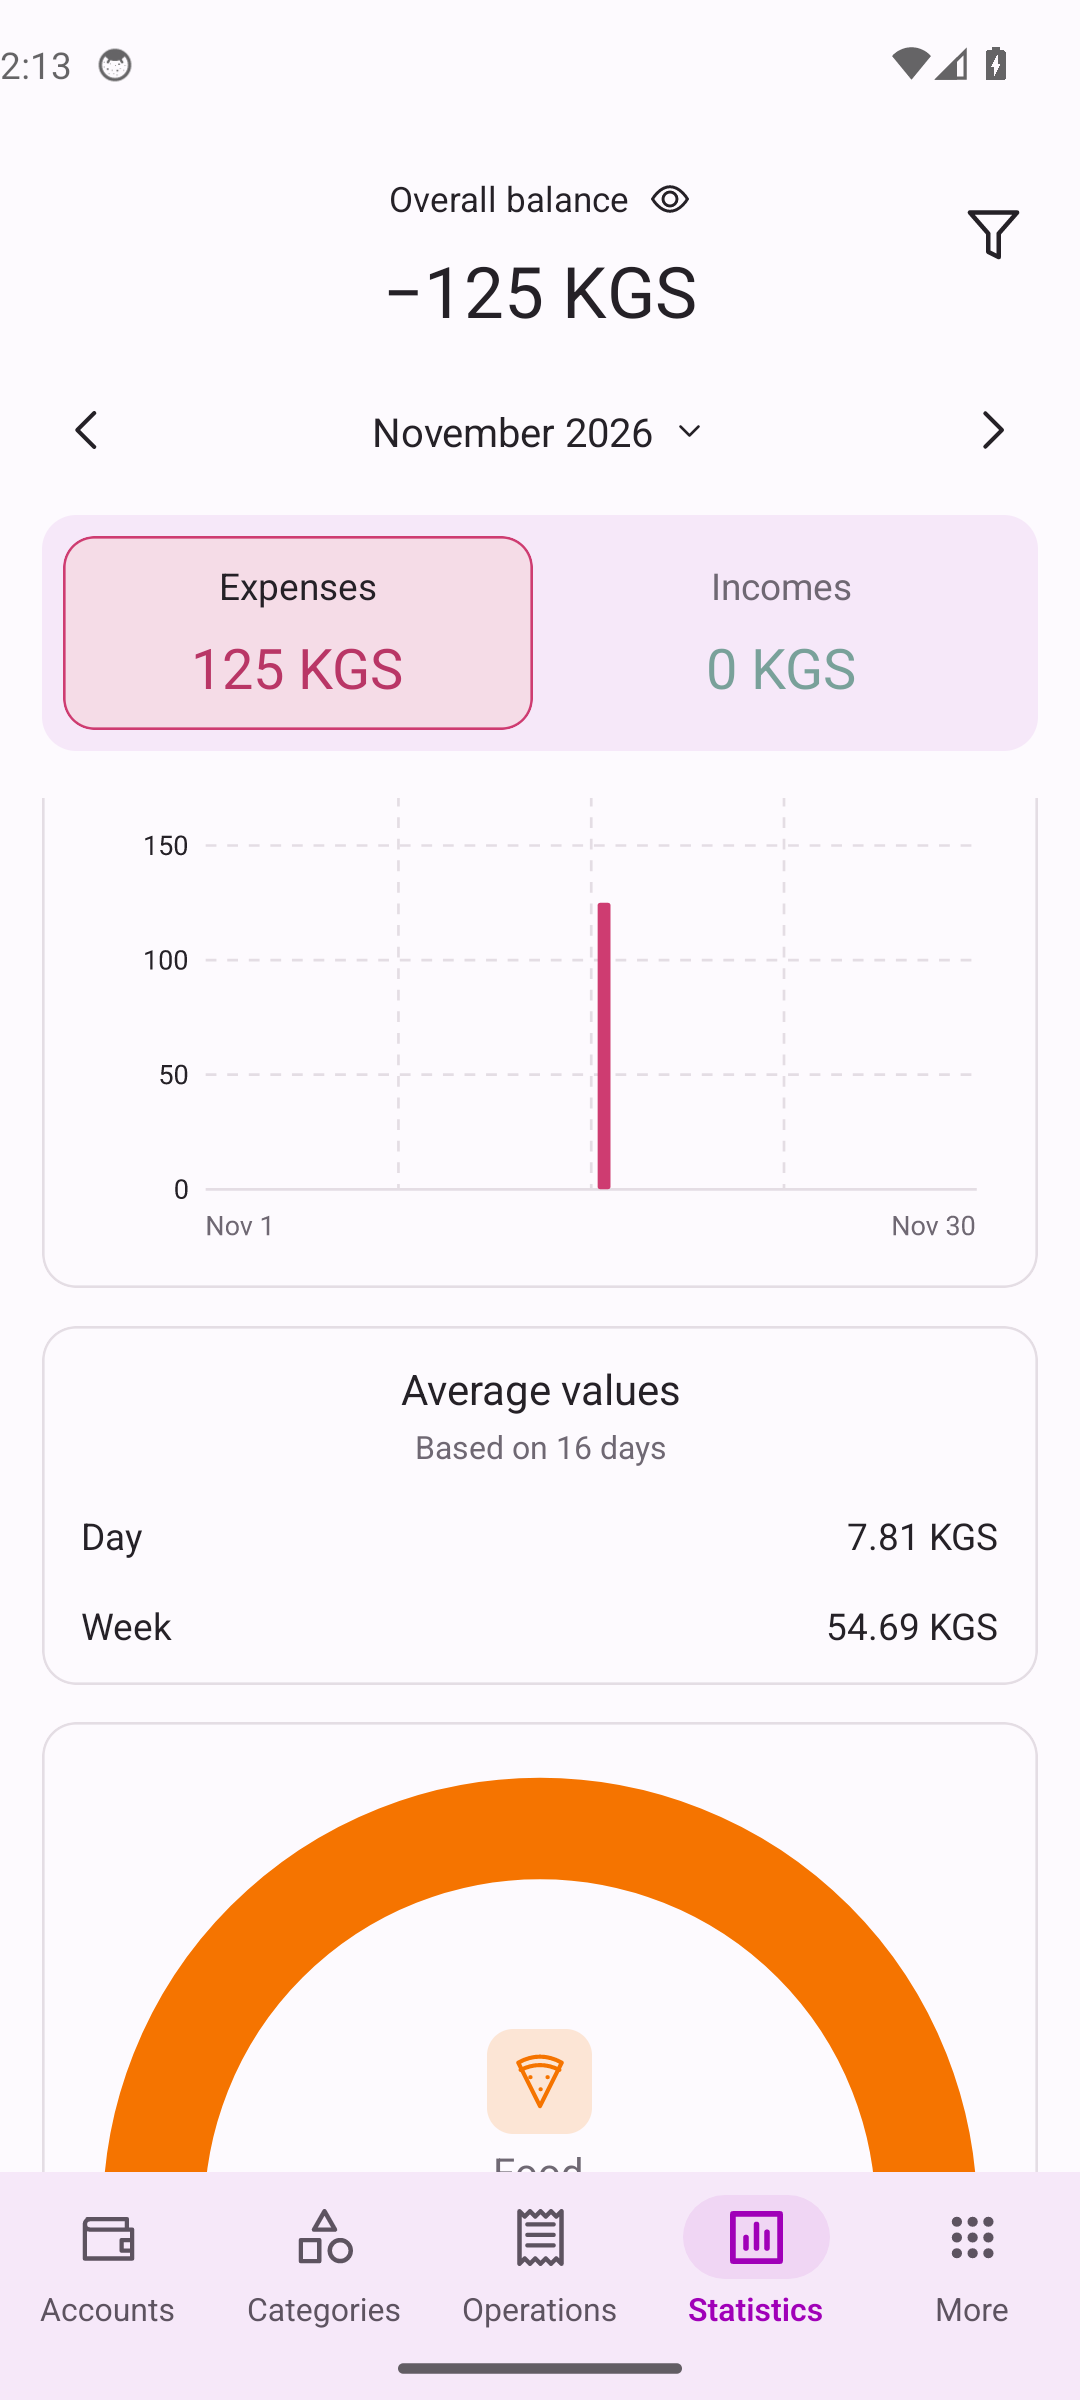 2:13
Overall balance
−125 KGS
November 2026
Expenses
Incomes
125 KGS
0 KGS
150
100
50
0
Nov 1
Nov 30
Average values
Based on 16 days
Day
7.81 KGS
Week
54.69 KGS
Food
Accounts
Categories
Operations
Statistics
More